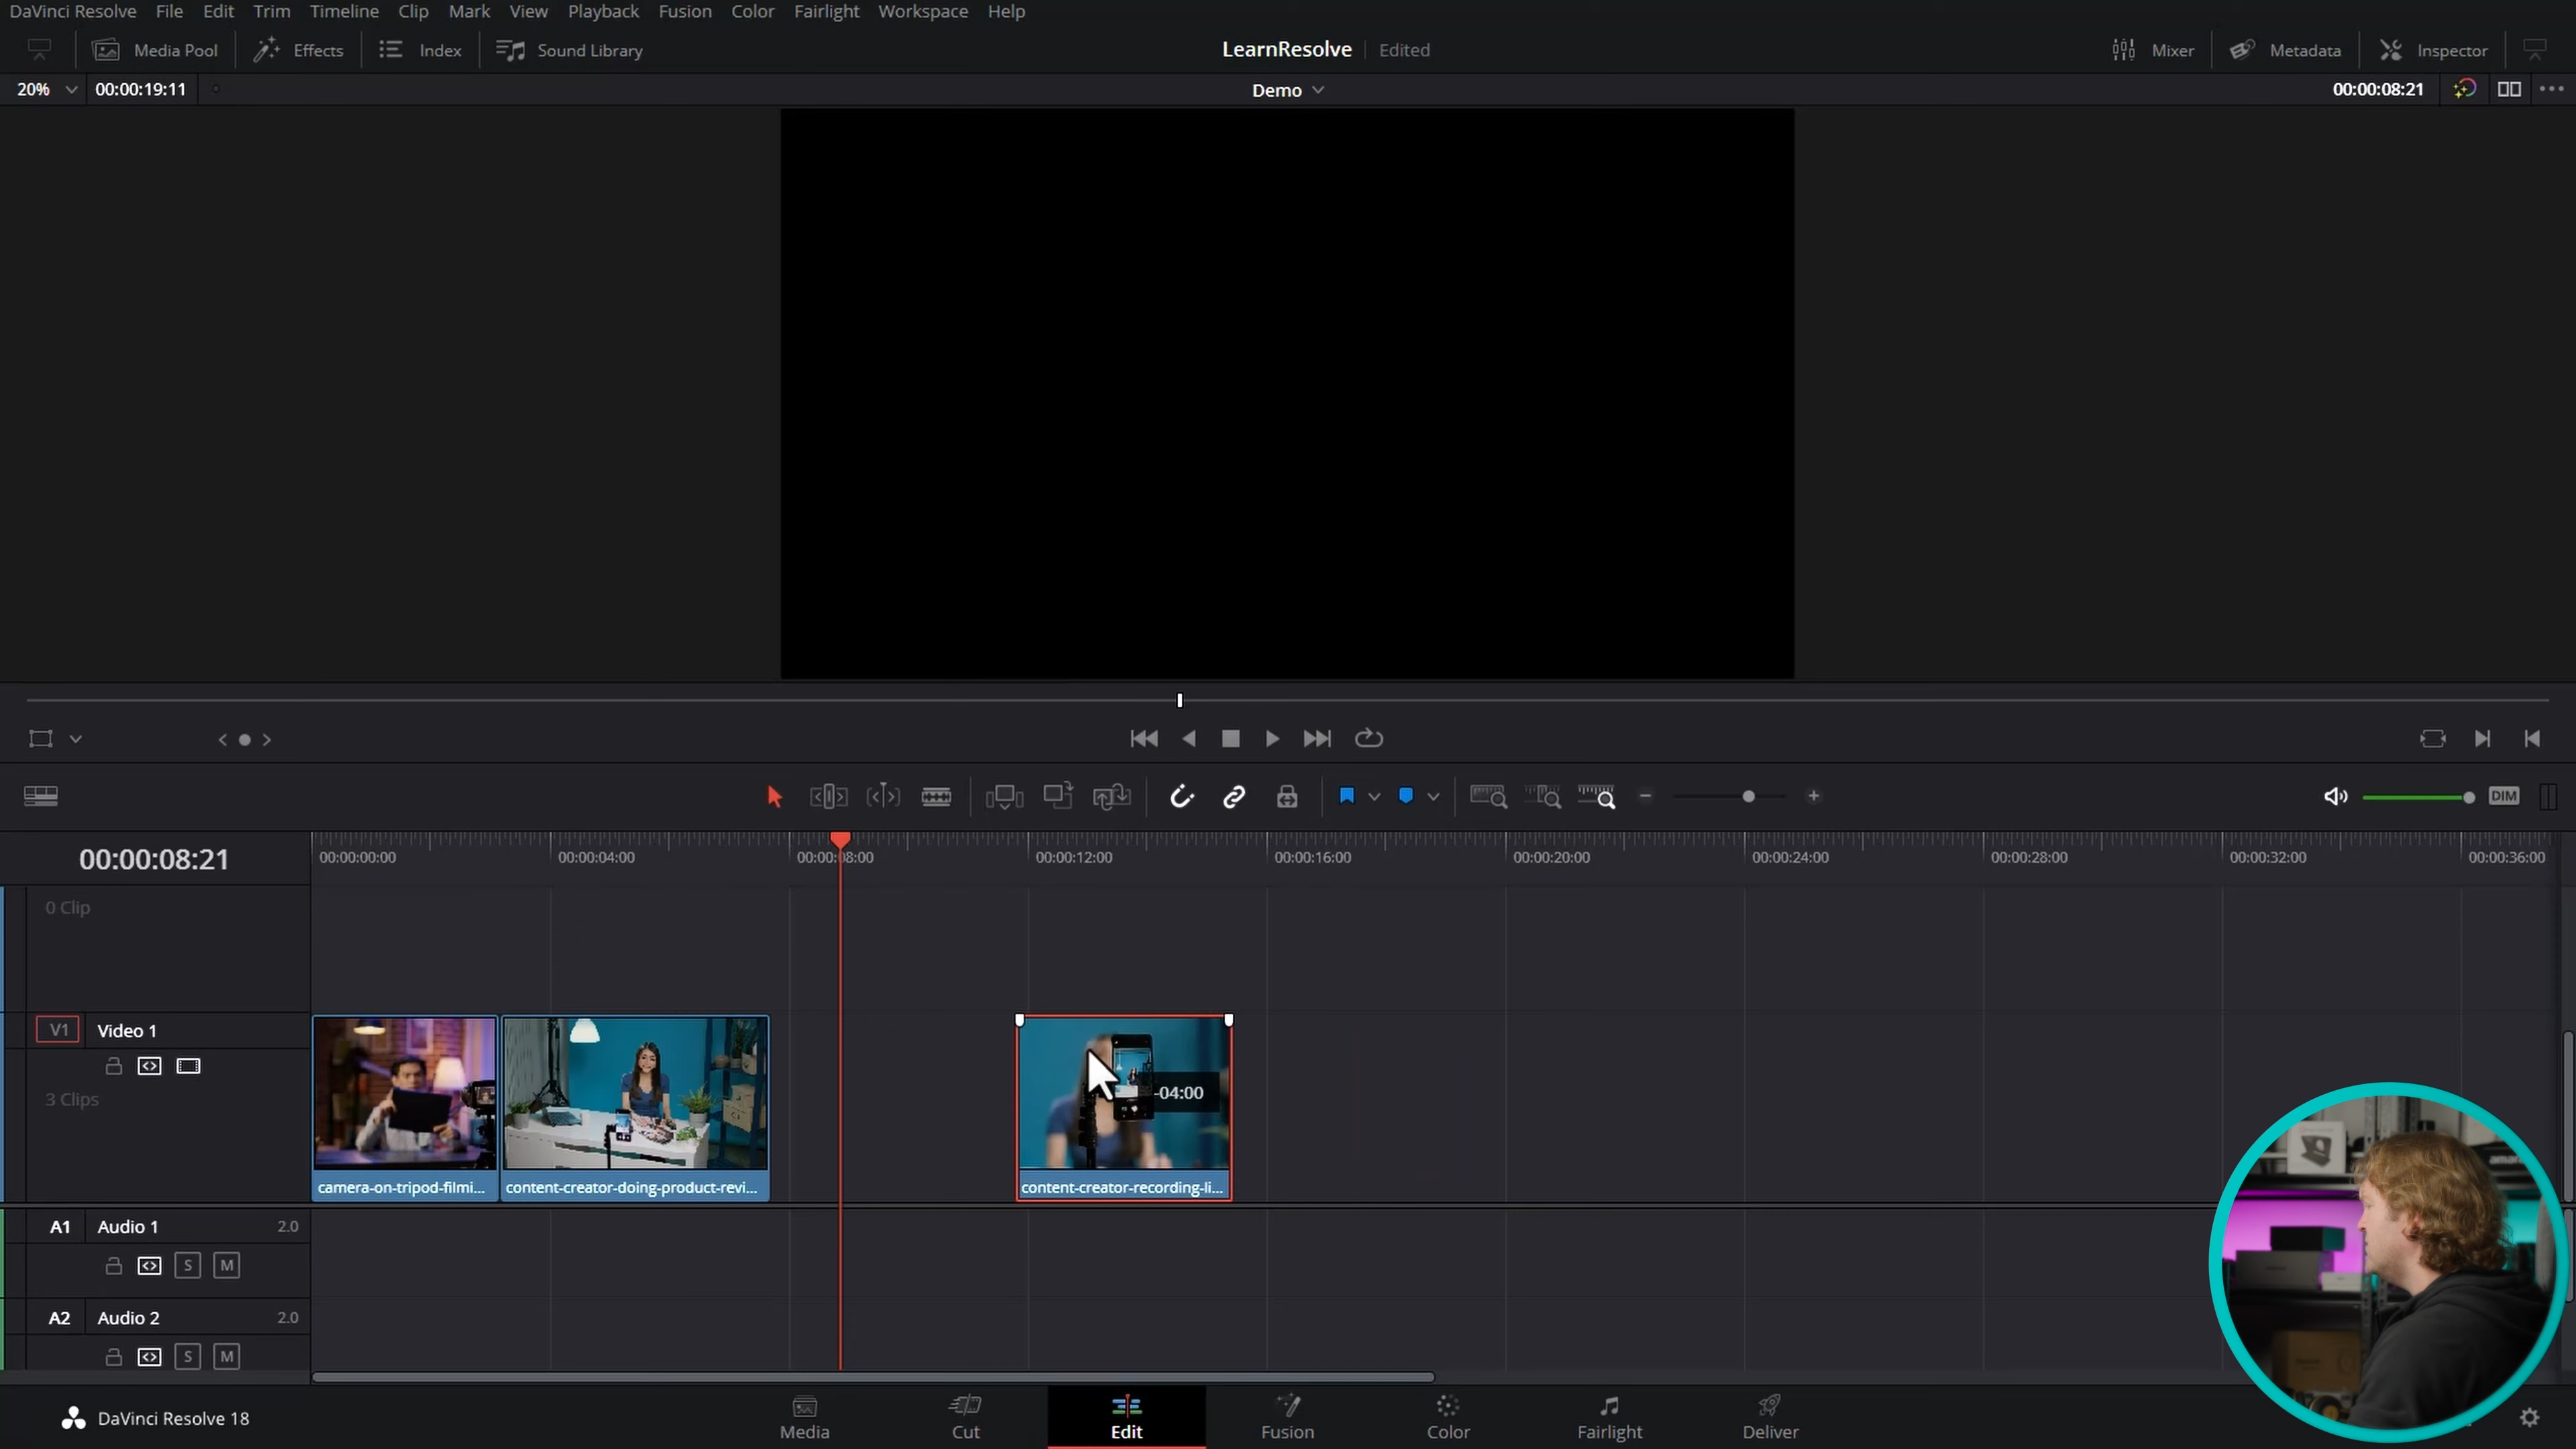 DaVinci Resolve File Edit Trim Timeline Clip Mark View Playback Fusion Color Fairlight Workspace Help
Media Pool Effects Index Sound Library LearnResolve Edited Mixer Metadata Inspector
20% 00:00:19:11 Demo 00:00:08:21
DIM
00:00:08:21 00:00:00:00 00:00:04:00 00:00:08:00 00:00:12:00 00:00:16:00 00:00:20:00 00:00:24:00 00:00:28:00 00:00:32:00 00:00:36:00
0 Clip
V1 Video 1
3 Clips
-04:00
camera-on-tripod-filmi... content-creator-doing-product-revi... content-creator-recording-li...
A1 Audio 1 2.0
S M
A2 Audio 2 2.0
S M
DaVinci Resolve 18 Media Cut Edit Fusion Color Fairlight Deliver